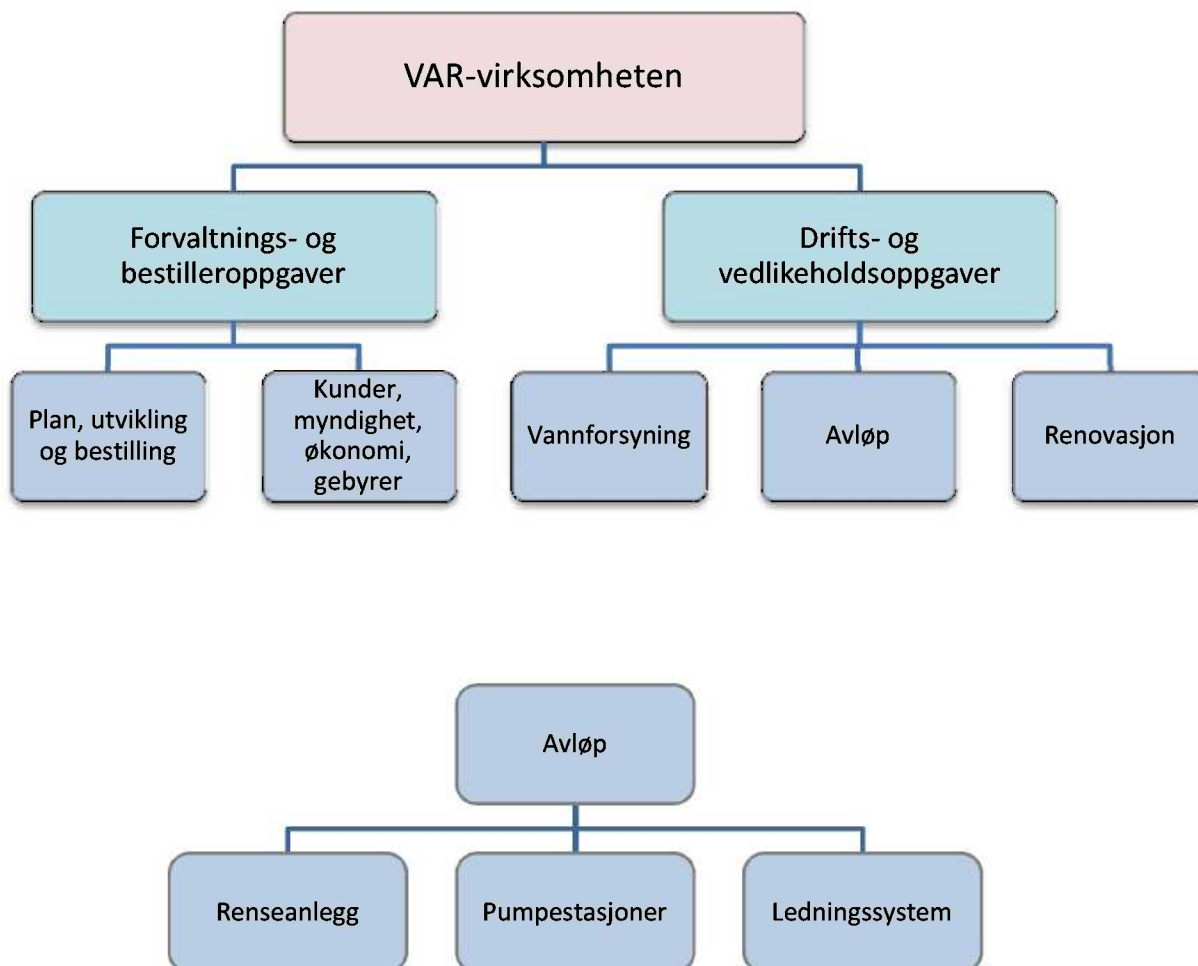 VAR-virksomheten
Forvaltnings- og
bestilleroppgaver
Drifts- og
vedlikeholdsoppgaver
Plan, utvikling
og bestilling
Kunder,
myndighet,
økonomi,
gebyrer
Vannforsyning
Avløp
Renovasjon
Avløp
Renseanlegg
Pumpestasjoner
Ledningssystem